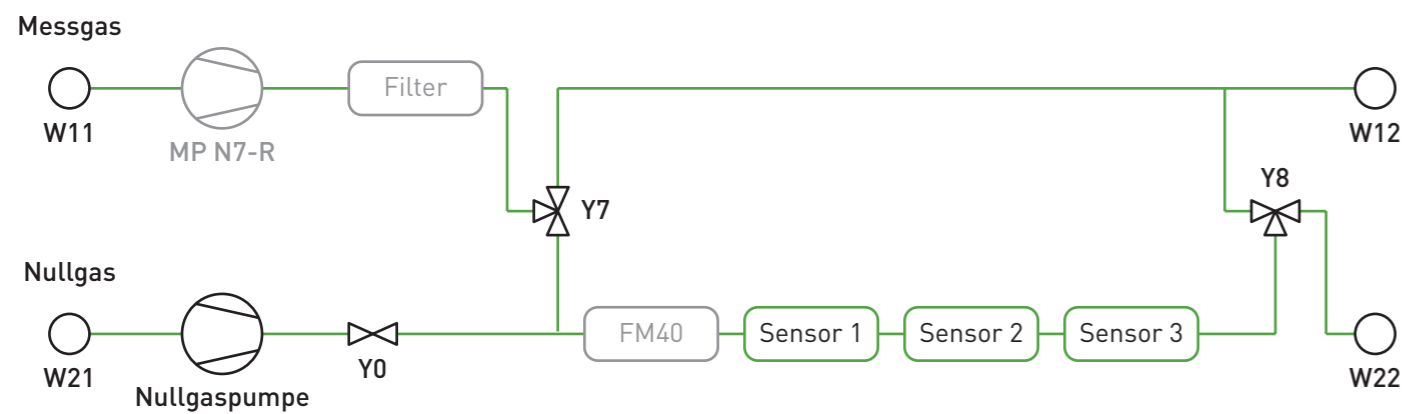 Messgas
W11
MP N7-R
Filter
Y7
W12
Y8
Nullgas
W21
Nullgaspumpe
Y0
FM40
Sensor 1
Sensor 2
Sensor 3
W22